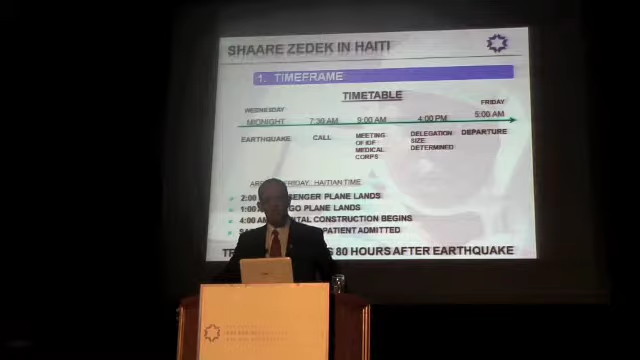 SHAARE ZEDEK IN HAITI
1. TIMEFRAME
TIMETABLE
WEDNESDAY FRIDAY
MIDNIGHT 7:30 AM 9:00 AM 4:00 PM 5:00 AM
EARTHQUAKE CALL MEETING OF IDF MEDICAL CORPS DELEGATION SIZE DETERMINED DEPARTURE
FRIDAY, HAITIAN TIME
2:00 PLANE LANDS
PLANE LANDS
4:00 AM CONSTRUCTION BEGINS
PATIENT ADMITTED
80 HOURS AFTER EARTHQUAKE